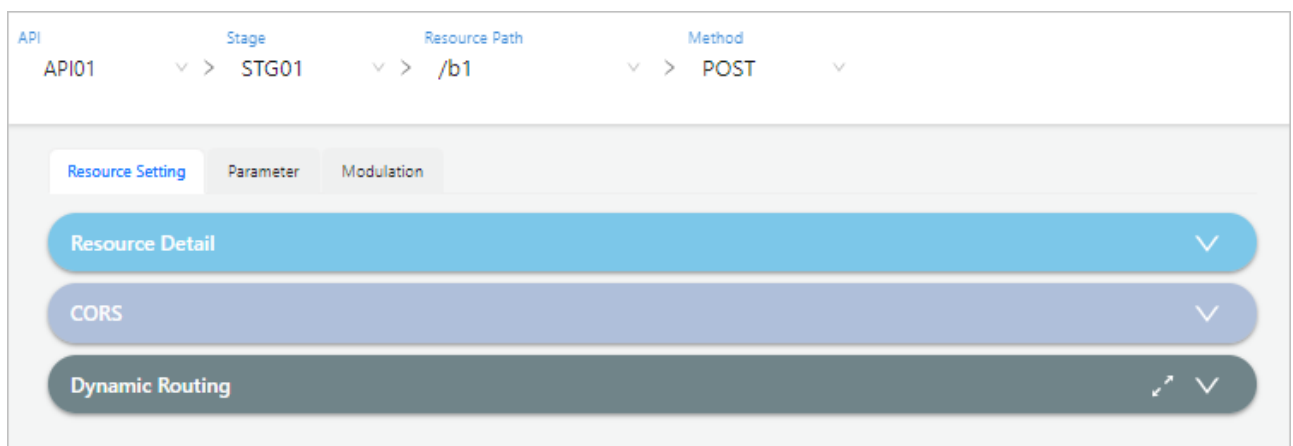 API Stage Resource Path Method
API01 > STG01 > /b1 > POST
Resource Setting Parameter Modulation
Resource Detail
CORS
Dynamic Routing